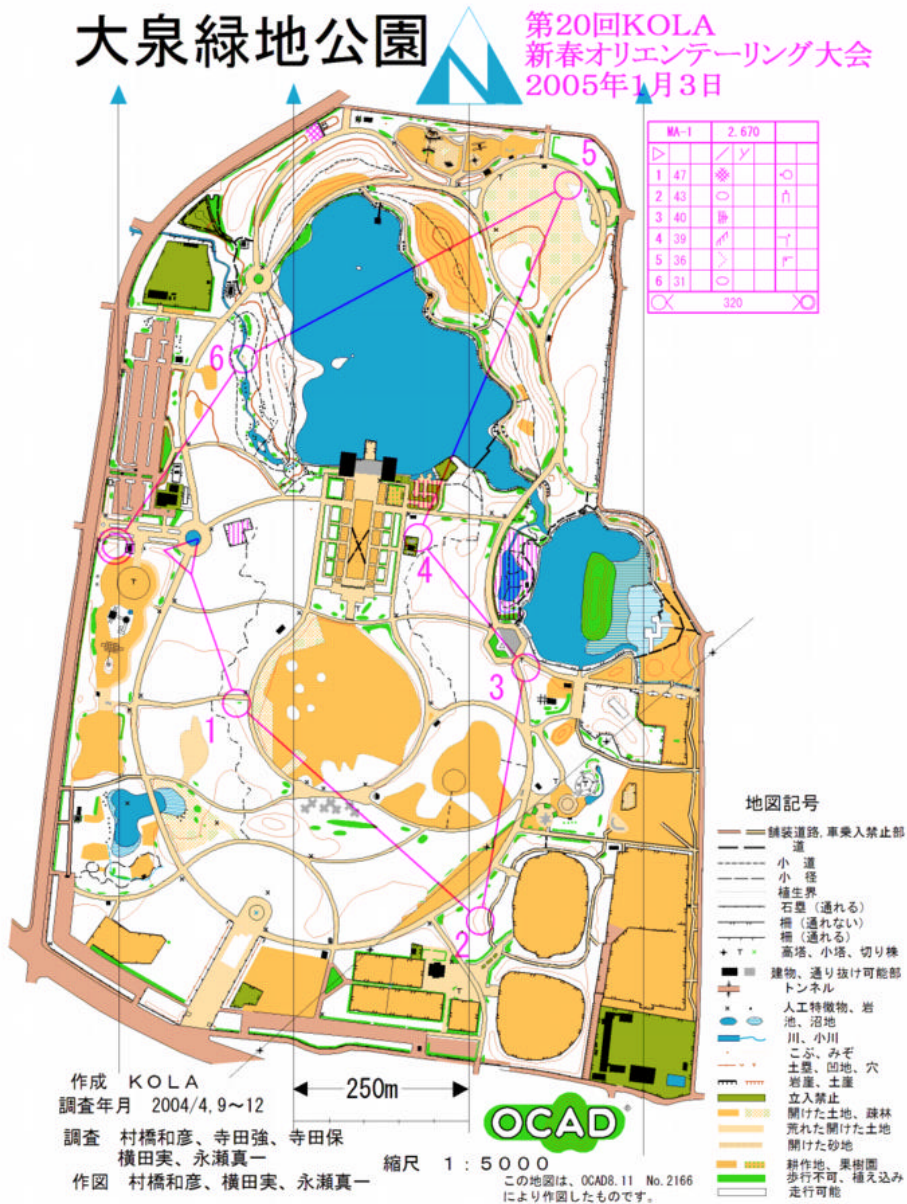 大泉緑地公園
N
第20回KOLA
新春オリエンテーリング大会
2005年1月3日
MA-1 2.670
1 47
2 43
3 40
4 39
5 36
6 31
320
5
6
4
3
1
2
地図記号
舗装道路, 車乗入禁止部
道
小 道
小 径
植生界
石塁（通れる）
柵（通れない）
柵（通れる）
高塔、小塔、切り株
建物、通り抜け可能部
トンネル
人工特徴物、岩
池、沼地
川、小川
こぶ、みぞ
土塁、凹地、穴
岩崖、土崖
立入禁止
開けた土地、疎林
荒れた開けた土地
開けた砂地
耕作地、果樹園
歩行不可、植え込み
走行可能
250m
作成 KOLA
調査年月 2004/4,9～12
調査 村橋和彦、寺田強、寺田保
横田実、永瀬真一
作図 村橋和彦、横田実、永瀬真一
縮尺 1：5000
OCAD
この地図は、OCAD8.11 No.2166
により作図したものです。